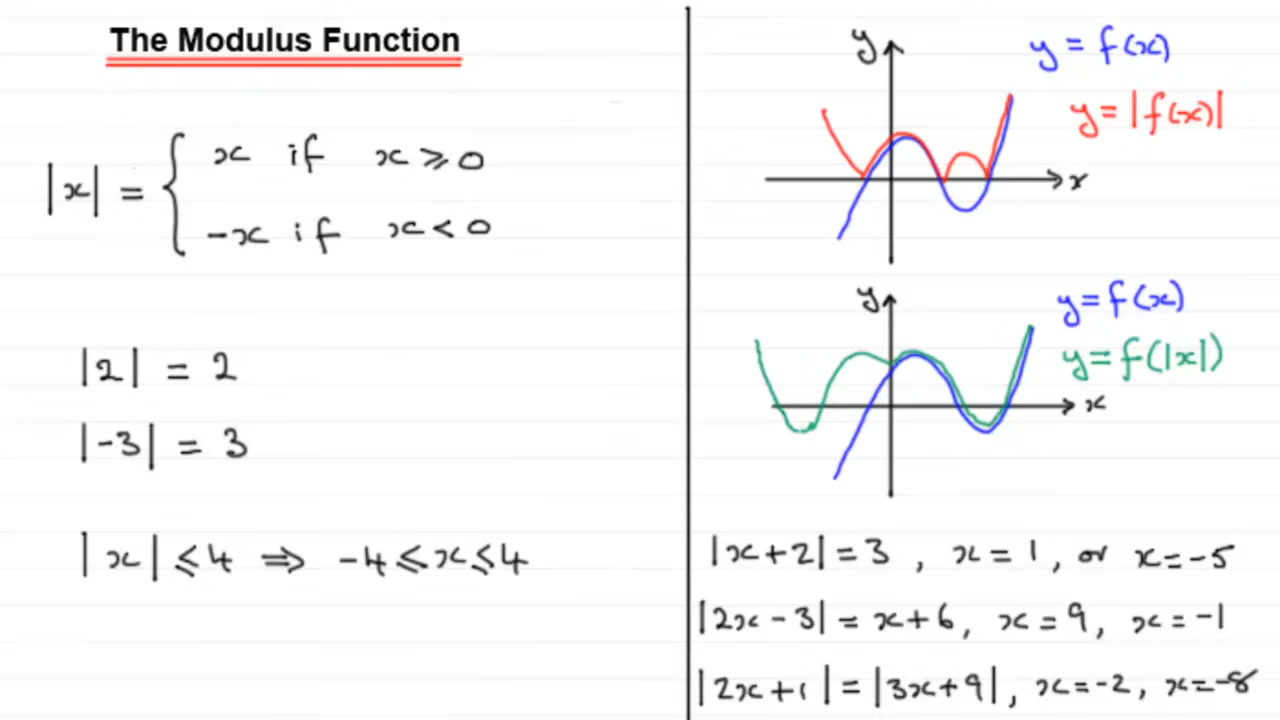 The Modulus Function
|x| = { x if x ⩾ 0
-x if x < 0
|2| = 2
|-3| = 3
|x| ⩽ 4 ⇒ -4 ⩽ x ⩽ 4
y
y = f(x)
y = |f(x)|
x
y
y = f(x)
y = f(|x|)
x
|x+2| = 3 , x = 1 , or x = -5
|2x - 3| = x + 6 , x = 9 , x = -1
|2x+1| = |3x+9| , x = -2 , x = -8